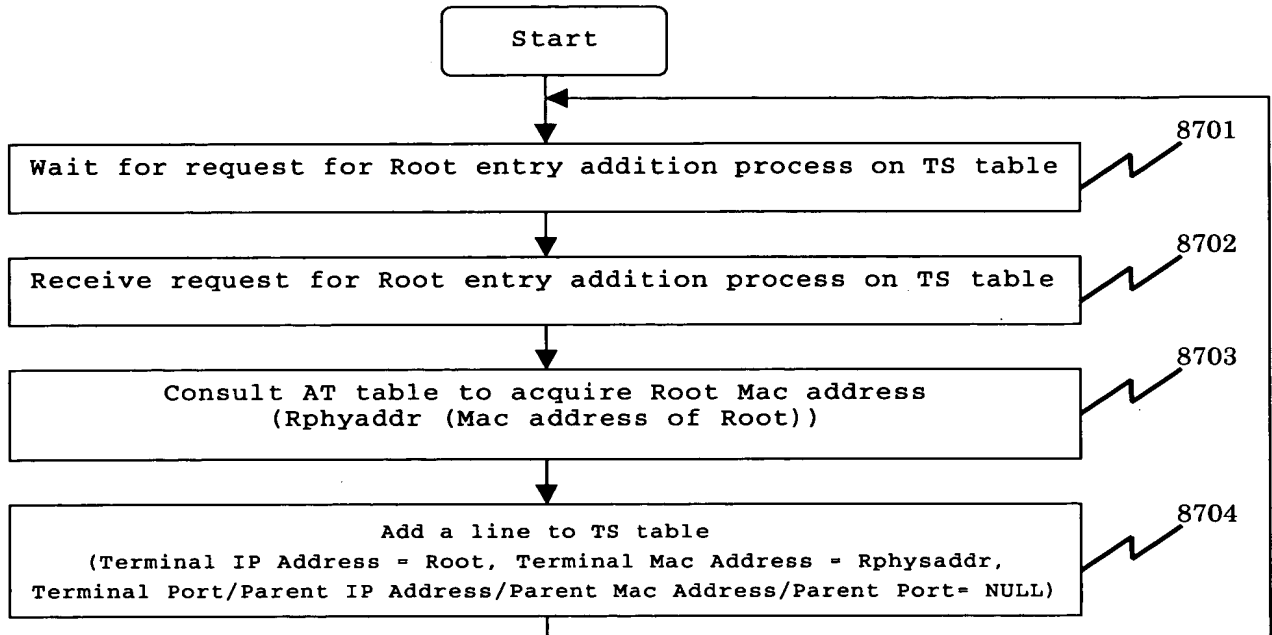 Start
Wait for request for Root entry addition process on TS table
8701
Receive request for Root entry addition process on TS table
8702
Consult AT table to acquire Root Mac address
(Rphyaddr (Mac address of Root))
8703
Add a line to TS table
(Terminal IP Address = Root, Terminal Mac Address = Rphysaddr,
Terminal Port/Parent IP Address/Parent Mac Address/Parent Port= NULL)
8704